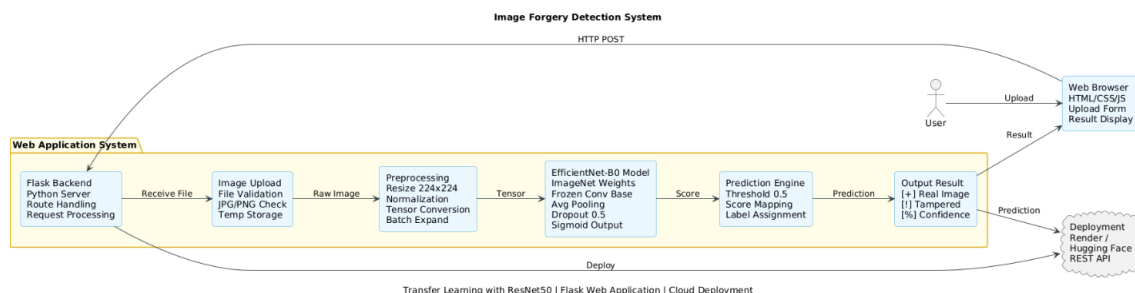 Image Forgery Detection System
HTTP POST
User
Upload
Web Browser
HTML/CSS/JS
Upload Form
Result Display
Result
Web Application System
Flask Backend
Python Server
Route Handling
Request Processing
Receive File
Image Upload
File Validation
JPG/PNG Check
Temp Storage
Raw Image
Preprocessing
Resize 224x224
Normalization
Tensor Conversion
Batch Expand
Tensor
EfficientNet-B0 Model
ImageNet Weights
Frozen Conv Base
Avg Pooling
Dropout 0.5
Sigmoid Output
Score
Prediction Engine
Threshold 0.5
Score Mapping
Label Assignment
Prediction
Output Result
[+] Real Image
[!] Tampered
[%] Confidence
Prediction
Deployment
Render /
Hugging Face
REST API
Deploy
Transfer Learning with ResNet50 | Flask Web Application | Cloud Deployment